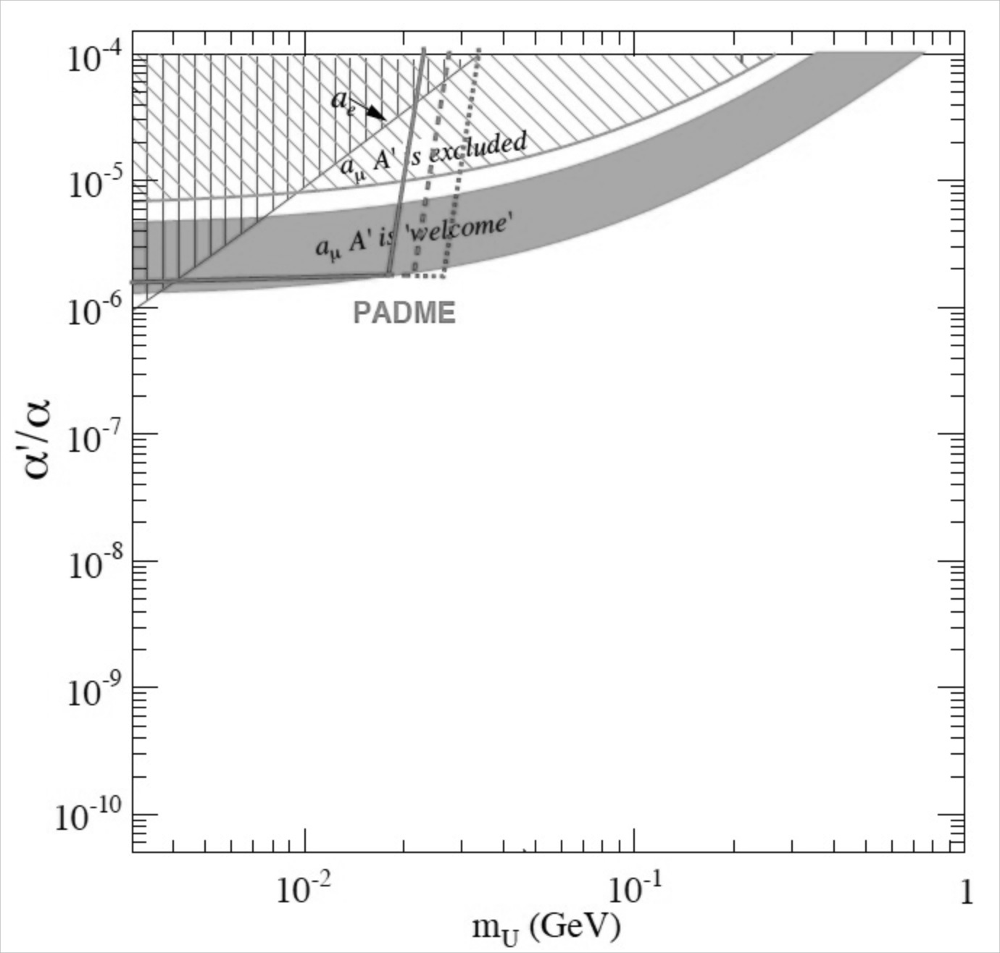 10-4
a_e
a_μ A' s excluded
10-5
a_μ A' is 'welcome'
10-6
PADME
α'/α
10-7
10-8
10-9
10-10
10-2
10-1
1
m_U (GeV)